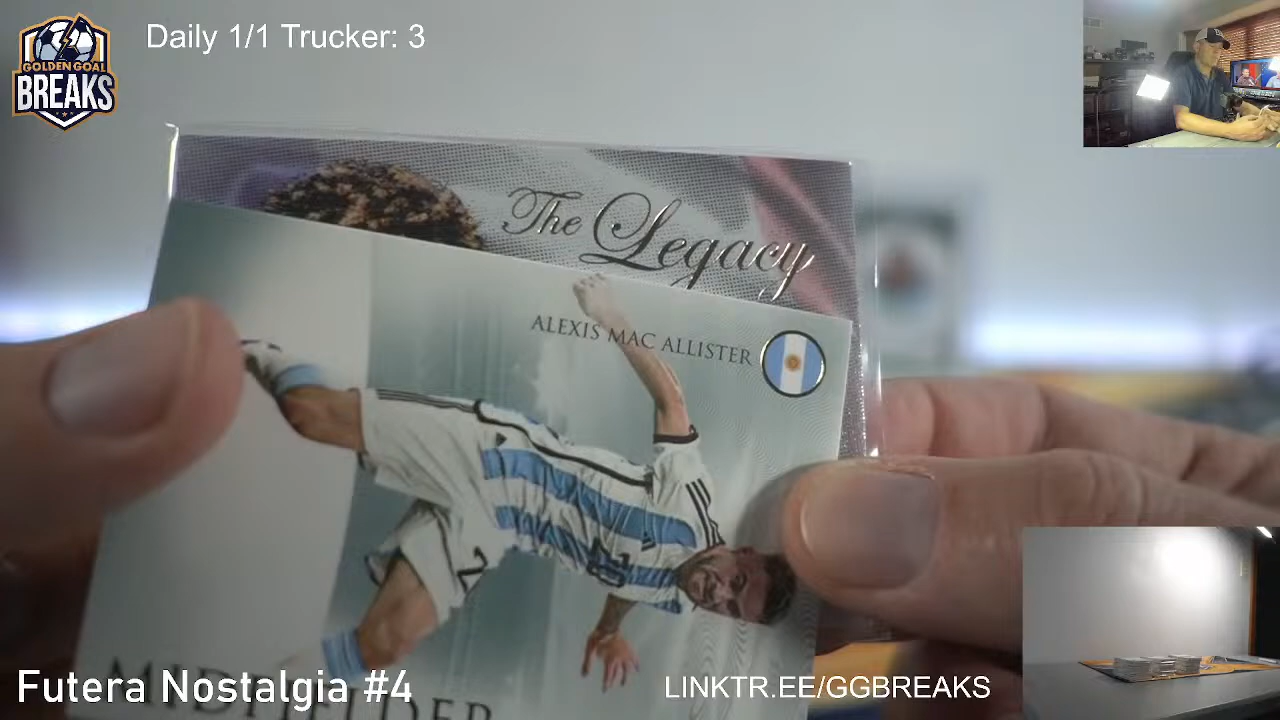 Daily 1/1 Trucker: 3
GOLDEN GOAL
BREAKS
The Legacy
ALEXIS MAC ALLISTER
MIDFIELDER
Futera Nostalgia #4
LINKTR.EE/GGBREAKS